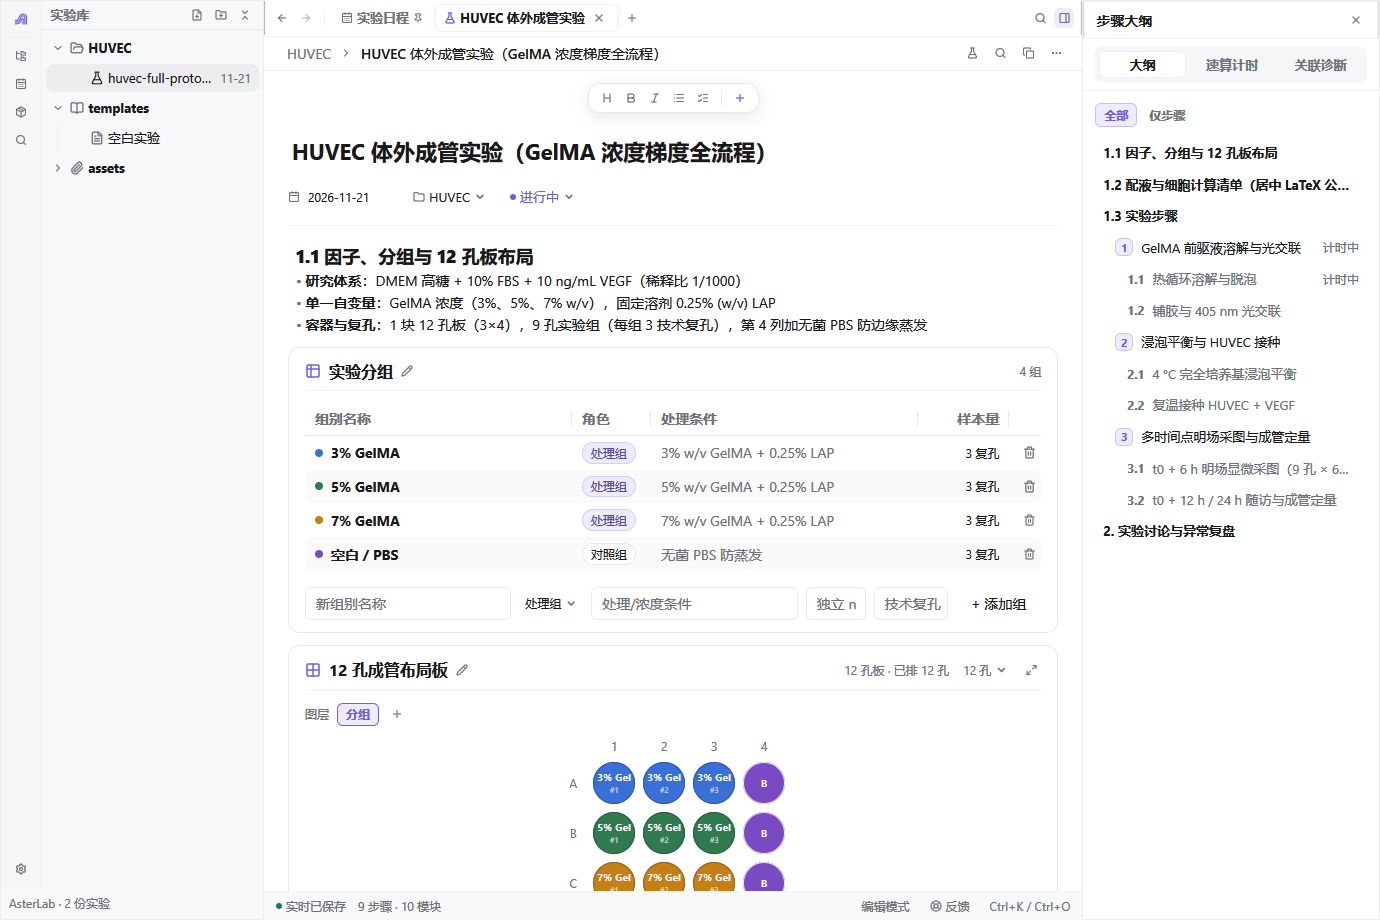 实验库
HUVEC
huvec-full-proto... 11-21
templates
空白实验
assets
AsterLab · 2 份实验
实验日程
HUVEC 体外成管实验
HUVEC > HUVEC 体外成管实验（GelMA 浓度梯度全流程）
H B I
HUVEC 体外成管实验（GelMA 浓度梯度全流程）
2026-11-21 HUVEC 进行中
1.1 因子、分组与 12 孔板布局
• 研究体系：DMEM 高糖 + 10% FBS + 10 ng/mL VEGF（稀释比 1/1000）
• 单一自变量：GelMA 浓度（3%、5%、7% w/v），固定溶剂 0.25% (w/v) LAP
• 容器与复孔：1 块 12 孔板（3×4），9 孔实验组（每组 3 技术复孔），第 4 列加无菌 PBS 防边缘蒸发
实验分组 4 组
组别名称 角色 处理条件 样本量
3% GelMA 处理组 3% w/v GelMA + 0.25% LAP 3 复孔
5% GelMA 处理组 5% w/v GelMA + 0.25% LAP 3 复孔
7% GelMA 处理组 7% w/v GelMA + 0.25% LAP 3 复孔
空白 / PBS 对照组 无菌 PBS 防蒸发 3 复孔
新组别名称 处理组 处理/浓度条件 独立 n 技术复孔 + 添加组
12 孔成管布局板 12 孔板 · 已排 12 孔 12 孔
图层 分组 +
1 2 3 4
A 3% Gel #1 3% Gel #2 3% Gel #3 B
B 5% Gel #1 5% Gel #2 5% Gel #3 B
C 7% Gel #1 7% Gel #2 7% Gel #3 B
实时已保存 9 步骤 · 10 模块 编辑模式 反馈 Ctrl+K / Ctrl+O
步骤大纲
大纲 速算计时 关联诊断
全部 仅步骤
1.1 因子、分组与 12 孔板布局
1.2 配液与细胞计算清单（居中 LaTeX 公...
1.3 实验步骤
1 GelMA 前驱液溶解与光交联 计时中
1.1 热循环溶解与脱泡 计时中
1.2 铺胶与 405 nm 光交联
2 浸泡平衡与 HUVEC 接种
2.1 4 °C 完全培养基浸泡平衡
2.2 复温接种 HUVEC + VEGF
3 多时间点明场采图与成管定量
3.1 t0 + 6 h 明场显微采图（9 孔 × 6...
3.2 t0 + 12 h / 24 h 随访与成管定量
2. 实验讨论与异常复盘